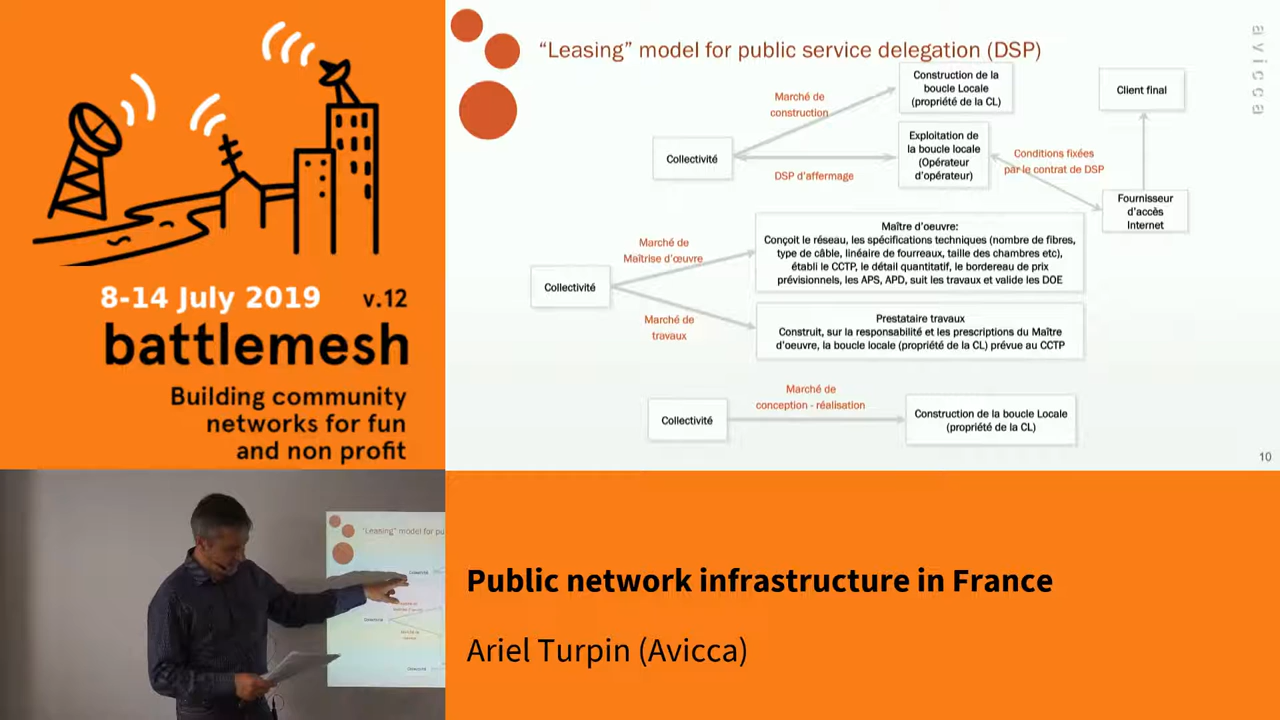 8-14 July 2019 v.12
battlemesh
Building community
networks for fun
and non profit
“Leasing” model for public service delegation (DSP)
avicca
Marché de
construction
Construction de la
boucle Locale
(propriété de la CL)
Client final
Collectivité
DSP d'affermage
Exploitation de
la boucle locale
(Opérateur
d'opérateur)
Conditions fixées
par le contrat de DSP
Fournisseur
d'accès
Internet
Marché de
Maîtrise d'œuvre
Collectivité
Marché de
travaux
Maître d'oeuvre:
Conçoit le réseau, les spécifications techniques (nombre de fibres,
type de câble, linéaire de fourreaux, taille des chambres etc),
établi le CCTP, le détail quantitatif, le bordereau de prix
prévisionnels, les APS, APD, suit les travaux et valide les DOE
Prestataire travaux
Construit, sur la responsabilité et les prescriptions du Maître
d'oeuvre, la boucle locale (propriété de la CL) prévue au CCTP
Collectivité
Marché de
conception - réalisation
Construction de la boucle Locale
(propriété de la CL)
10
“Leasing” model for pu
Public network infrastructure in France
Ariel Turpin (Avicca)